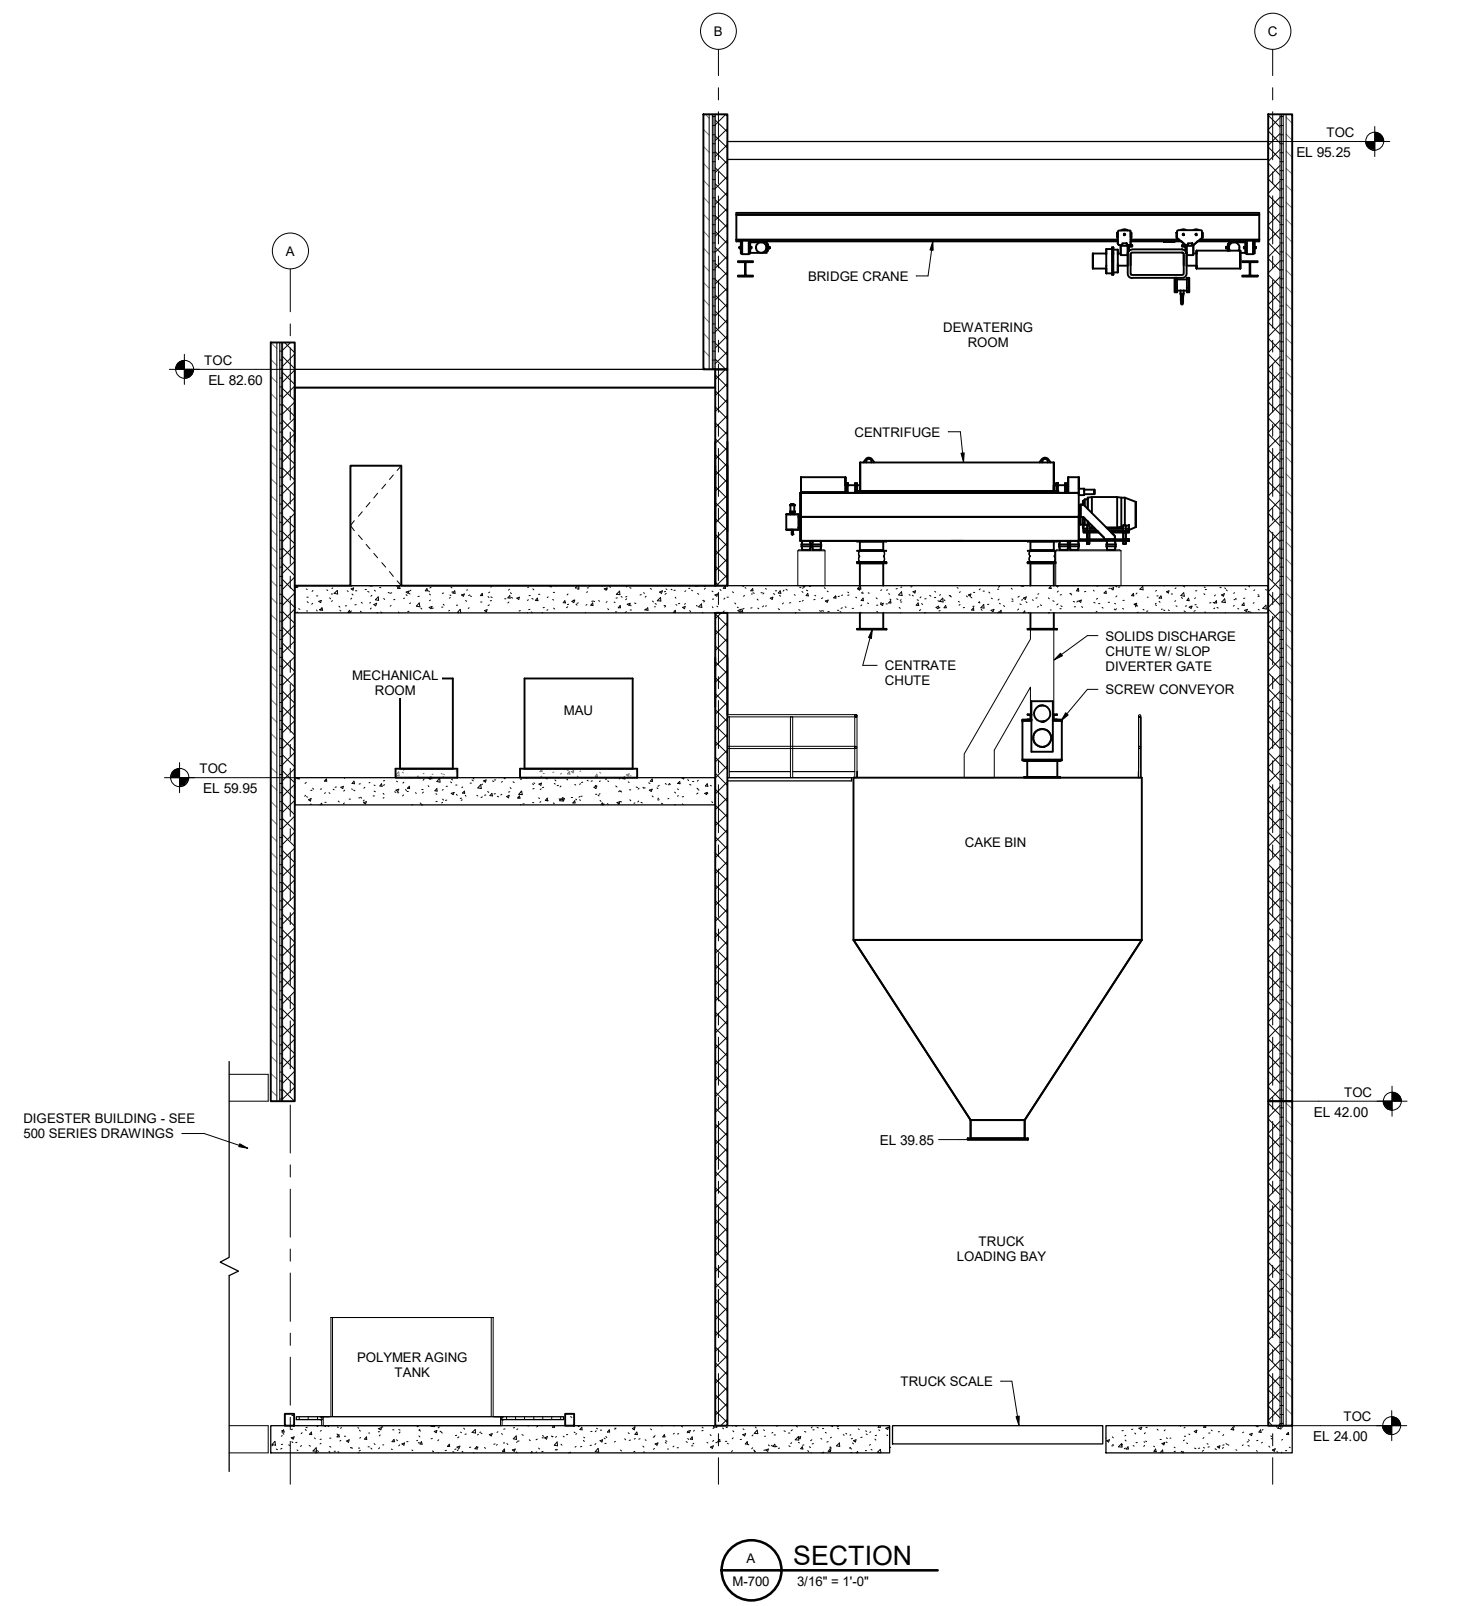 B
C
TOC
EL 95.25
A
BRIDGE CRANE
DEWATERING
ROOM
TOC
EL 82.60
CENTRIFUGE
SOLIDS DISCHARGE
CHUTE W/ SLOP
DIVERTER GATE
CENTRATE
CHUTE
SCREW CONVEYOR
MECHANICAL
ROOM
MAU
TOC
EL 59.95
CAKE BIN
TOC
EL 42.00
DIGESTER BUILDING - SEE
500 SERIES DRAWINGS
EL 39.85
TRUCK
LOADING BAY
POLYMER AGING
TANK
TRUCK SCALE
TOC
EL 24.00
A
M-700
SECTION
3/16" = 1'-0"